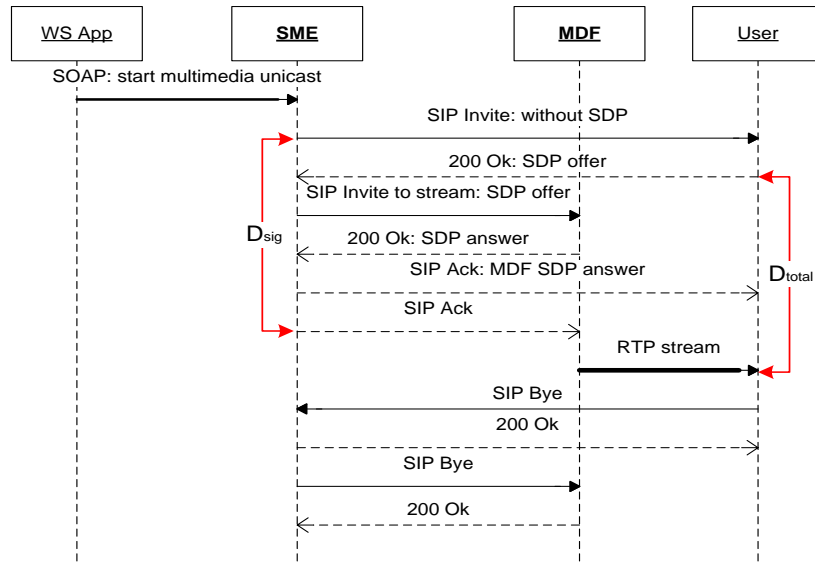 WS App
SME
MDF
User
SOAP: start multimedia unicast
SIP Invite: without SDP
200 Ok: SDP offer
SIP Invite to stream: SDP offer
Dsig
200 Ok: SDP answer
SIP Ack: MDF SDP answer
Dtotal
SIP Ack
RTP stream
SIP Bye
200 Ok
SIP Bye
200 Ok